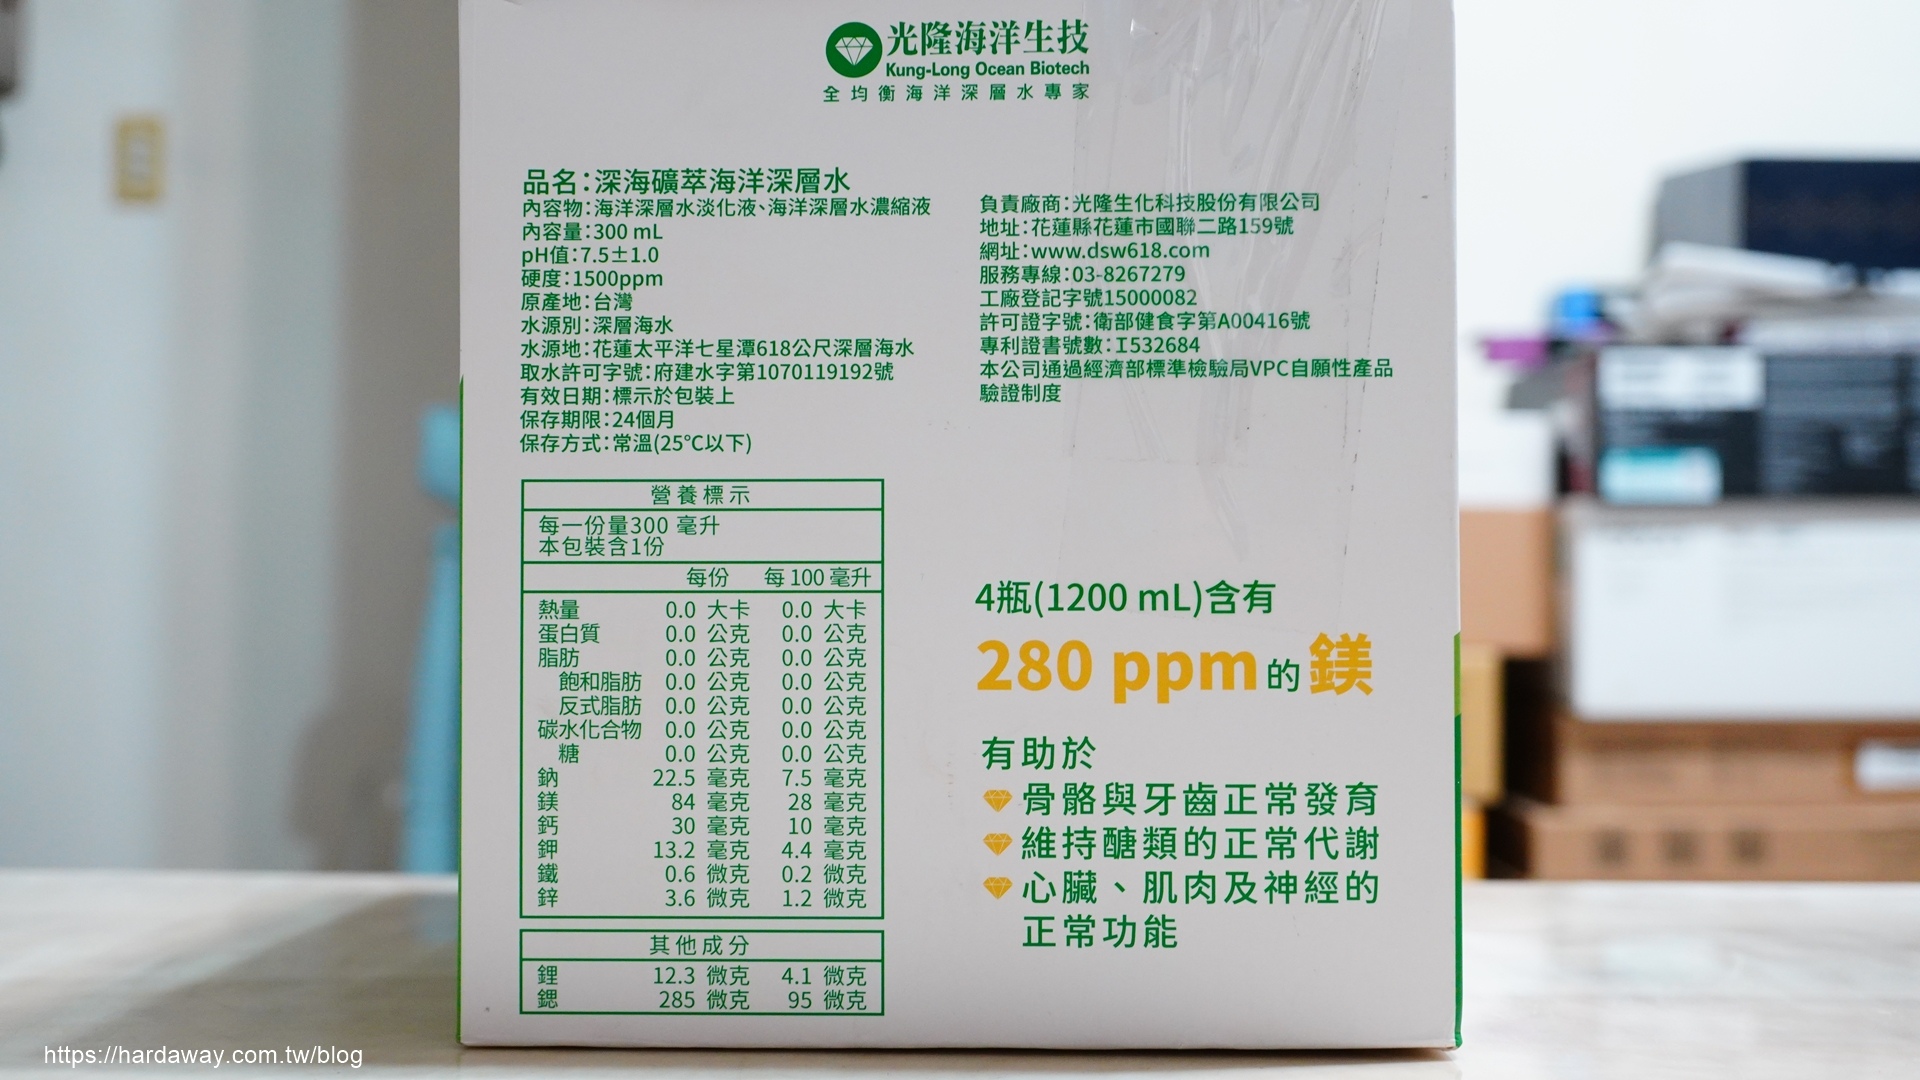 光隆海洋生技
Kung-Long Ocean Biotech
全均衡海洋深層水專家
品名:深海礦萃海洋深層水
內容物:海洋深層水淡化液、海洋深層水濃縮液
內容量:300 mL
pH值:7.5±1.0
硬度:1500ppm
原產地:台灣
水源別:深層海水
水源地:花蓮太平洋七星潭618公尺深層海水
取水許可字號:府建水字第1070119192號
有效日期:標示於包裝上
保存期限:24個月
保存方式:常溫(25℃以下)
負責廠商:光隆生化科技股份有限公司
地址:花蓮縣花蓮市國聯二路159號
網址:www.dsw618.com
服務專線:03-8267279
工廠登記字號15000082
許可證字號:衛部健食字第A00416號
專利證書號數:I532684
本公司通過經濟部標準檢驗局VPC自願性產品
驗證制度
營養標示
每一份量300 毫升
本包裝含1份
每份 每100毫升
熱量 0.0 大卡 0.0 大卡
蛋白質 0.0 公克 0.0 公克
脂肪 0.0 公克 0.0 公克
飽和脂肪 0.0 公克 0.0 公克
反式脂肪 0.0 公克 0.0 公克
碳水化合物 0.0 公克 0.0 公克
糖 0.0 公克 0.0 公克
鈉 22.5 毫克 7.5 毫克
鎂 84 毫克 28 毫克
鈣 30 毫克 10 毫克
鉀 13.2 毫克 4.4 毫克
鐵 0.6 微克 0.2 微克
鋅 3.6 微克 1.2 微克
其他成分
鋰 12.3 微克 4.1 微克
鍶 285 微克 95 微克
4瓶(1200 mL)含有
280 ppm的鎂
有助於
骨骼與牙齒正常發育
維持醣類的正常代謝
心臟、肌肉及神經的
正常功能
https://hardaway.com.tw/blog